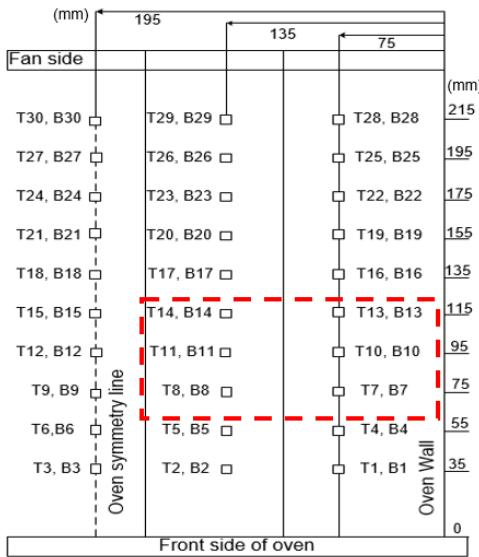 (mm)
195
135
75
Fan side
(mm)
T30, B30 T29, B29 T28, B28 215
T27, B27 T26, B26 T25, B25 195
T24, B24 T23, B23 T22, B22 175
T21, B21 T20, B20 T19, B19 155
T18, B18 T17, B17 T16, B16 135
T15, B15 T14, B14 T13, B13 115
T12, B12 T11, B11 T10, B10 95
T9, B9 T8, B8 T7, B7 75
T6,B6 T5, B5 T4, B4 55
T3, B3 T2, B2 T1, B1 35
Oven symmetry line
Oven Wall
0
Front side of oven